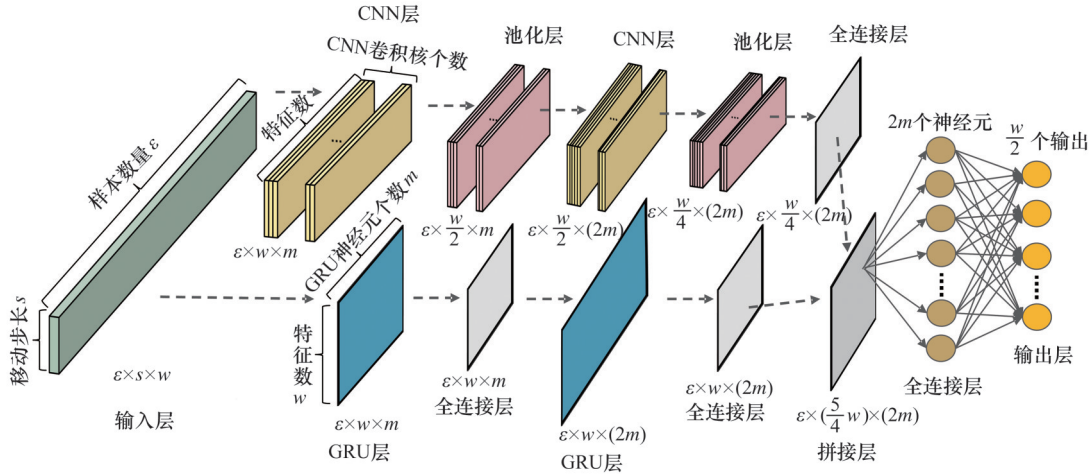 CNN层
CNN卷积核个数
池化层
CNN层
池化层
全连接层
特征数
样本数量 ε
2m个神经元
w/2 个输出
ε×w×m
ε×w/2×m
ε×w/2×(2m)
ε×w/4×(2m)
ε×w/4×(2m)
GRU神经元个数m
移动步长 s
特征数 w
ε×s×w
输入层
ε×w×m
GRU层
ε×w×m
全连接层
ε×w×(2m)
GRU层
ε×w×(2m)
全连接层
ε×(5/4 w)×(2m)
拼接层
全连接层
输出层